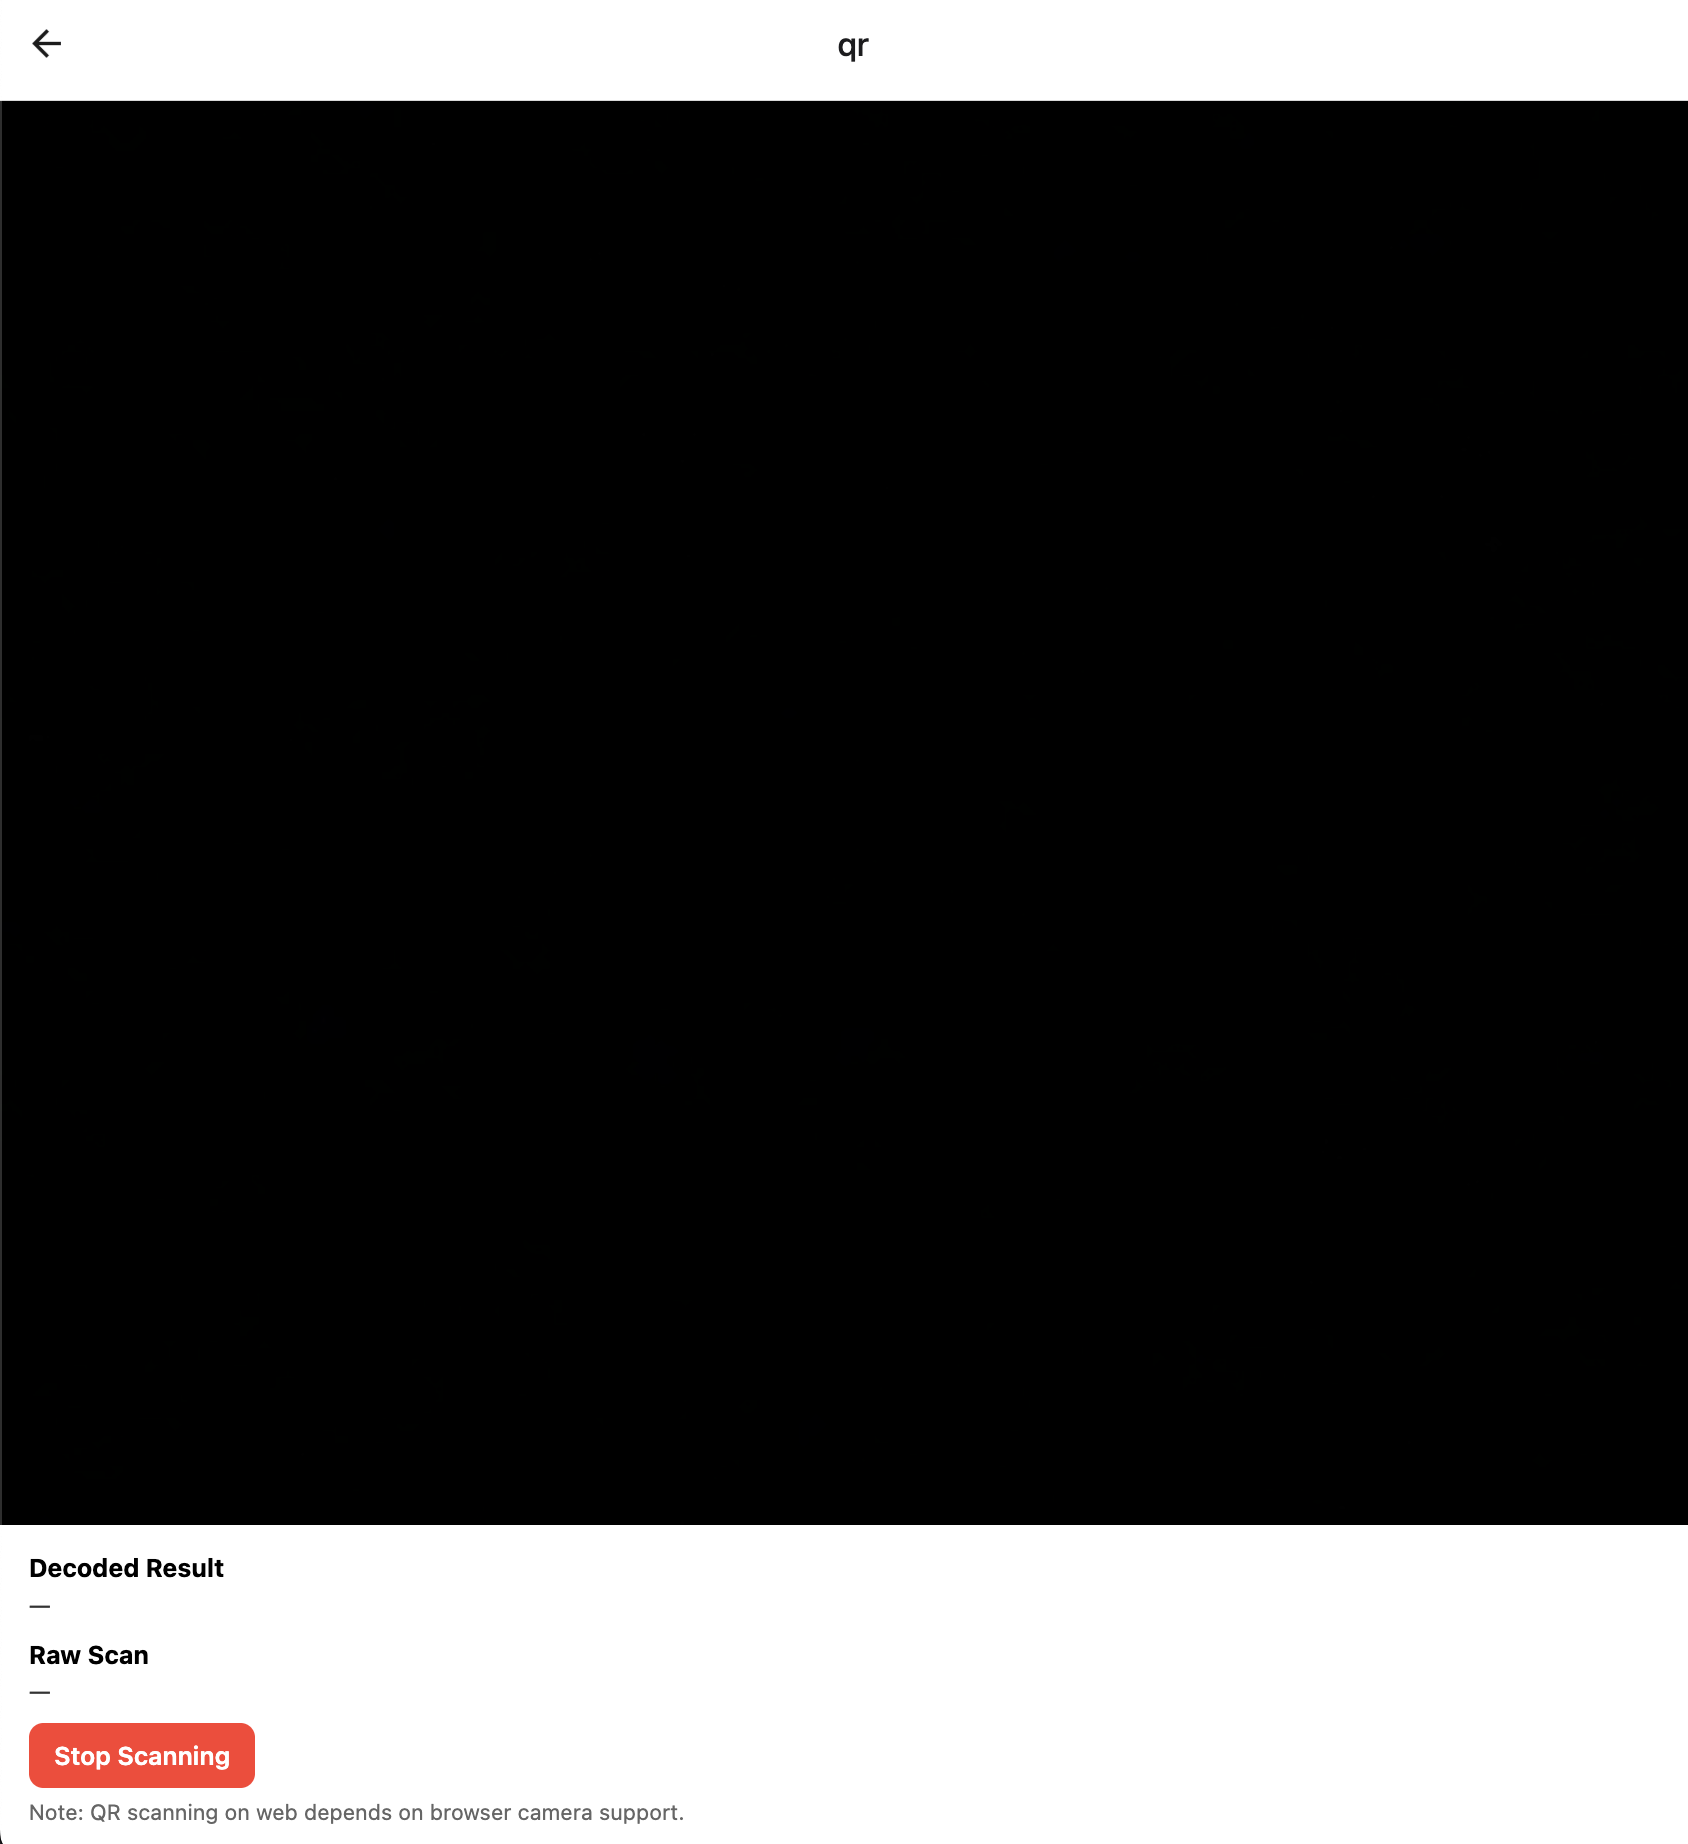 qr
Decoded Result
—
Raw Scan
—
Stop Scanning
Note: QR scanning on web depends on browser camera support.